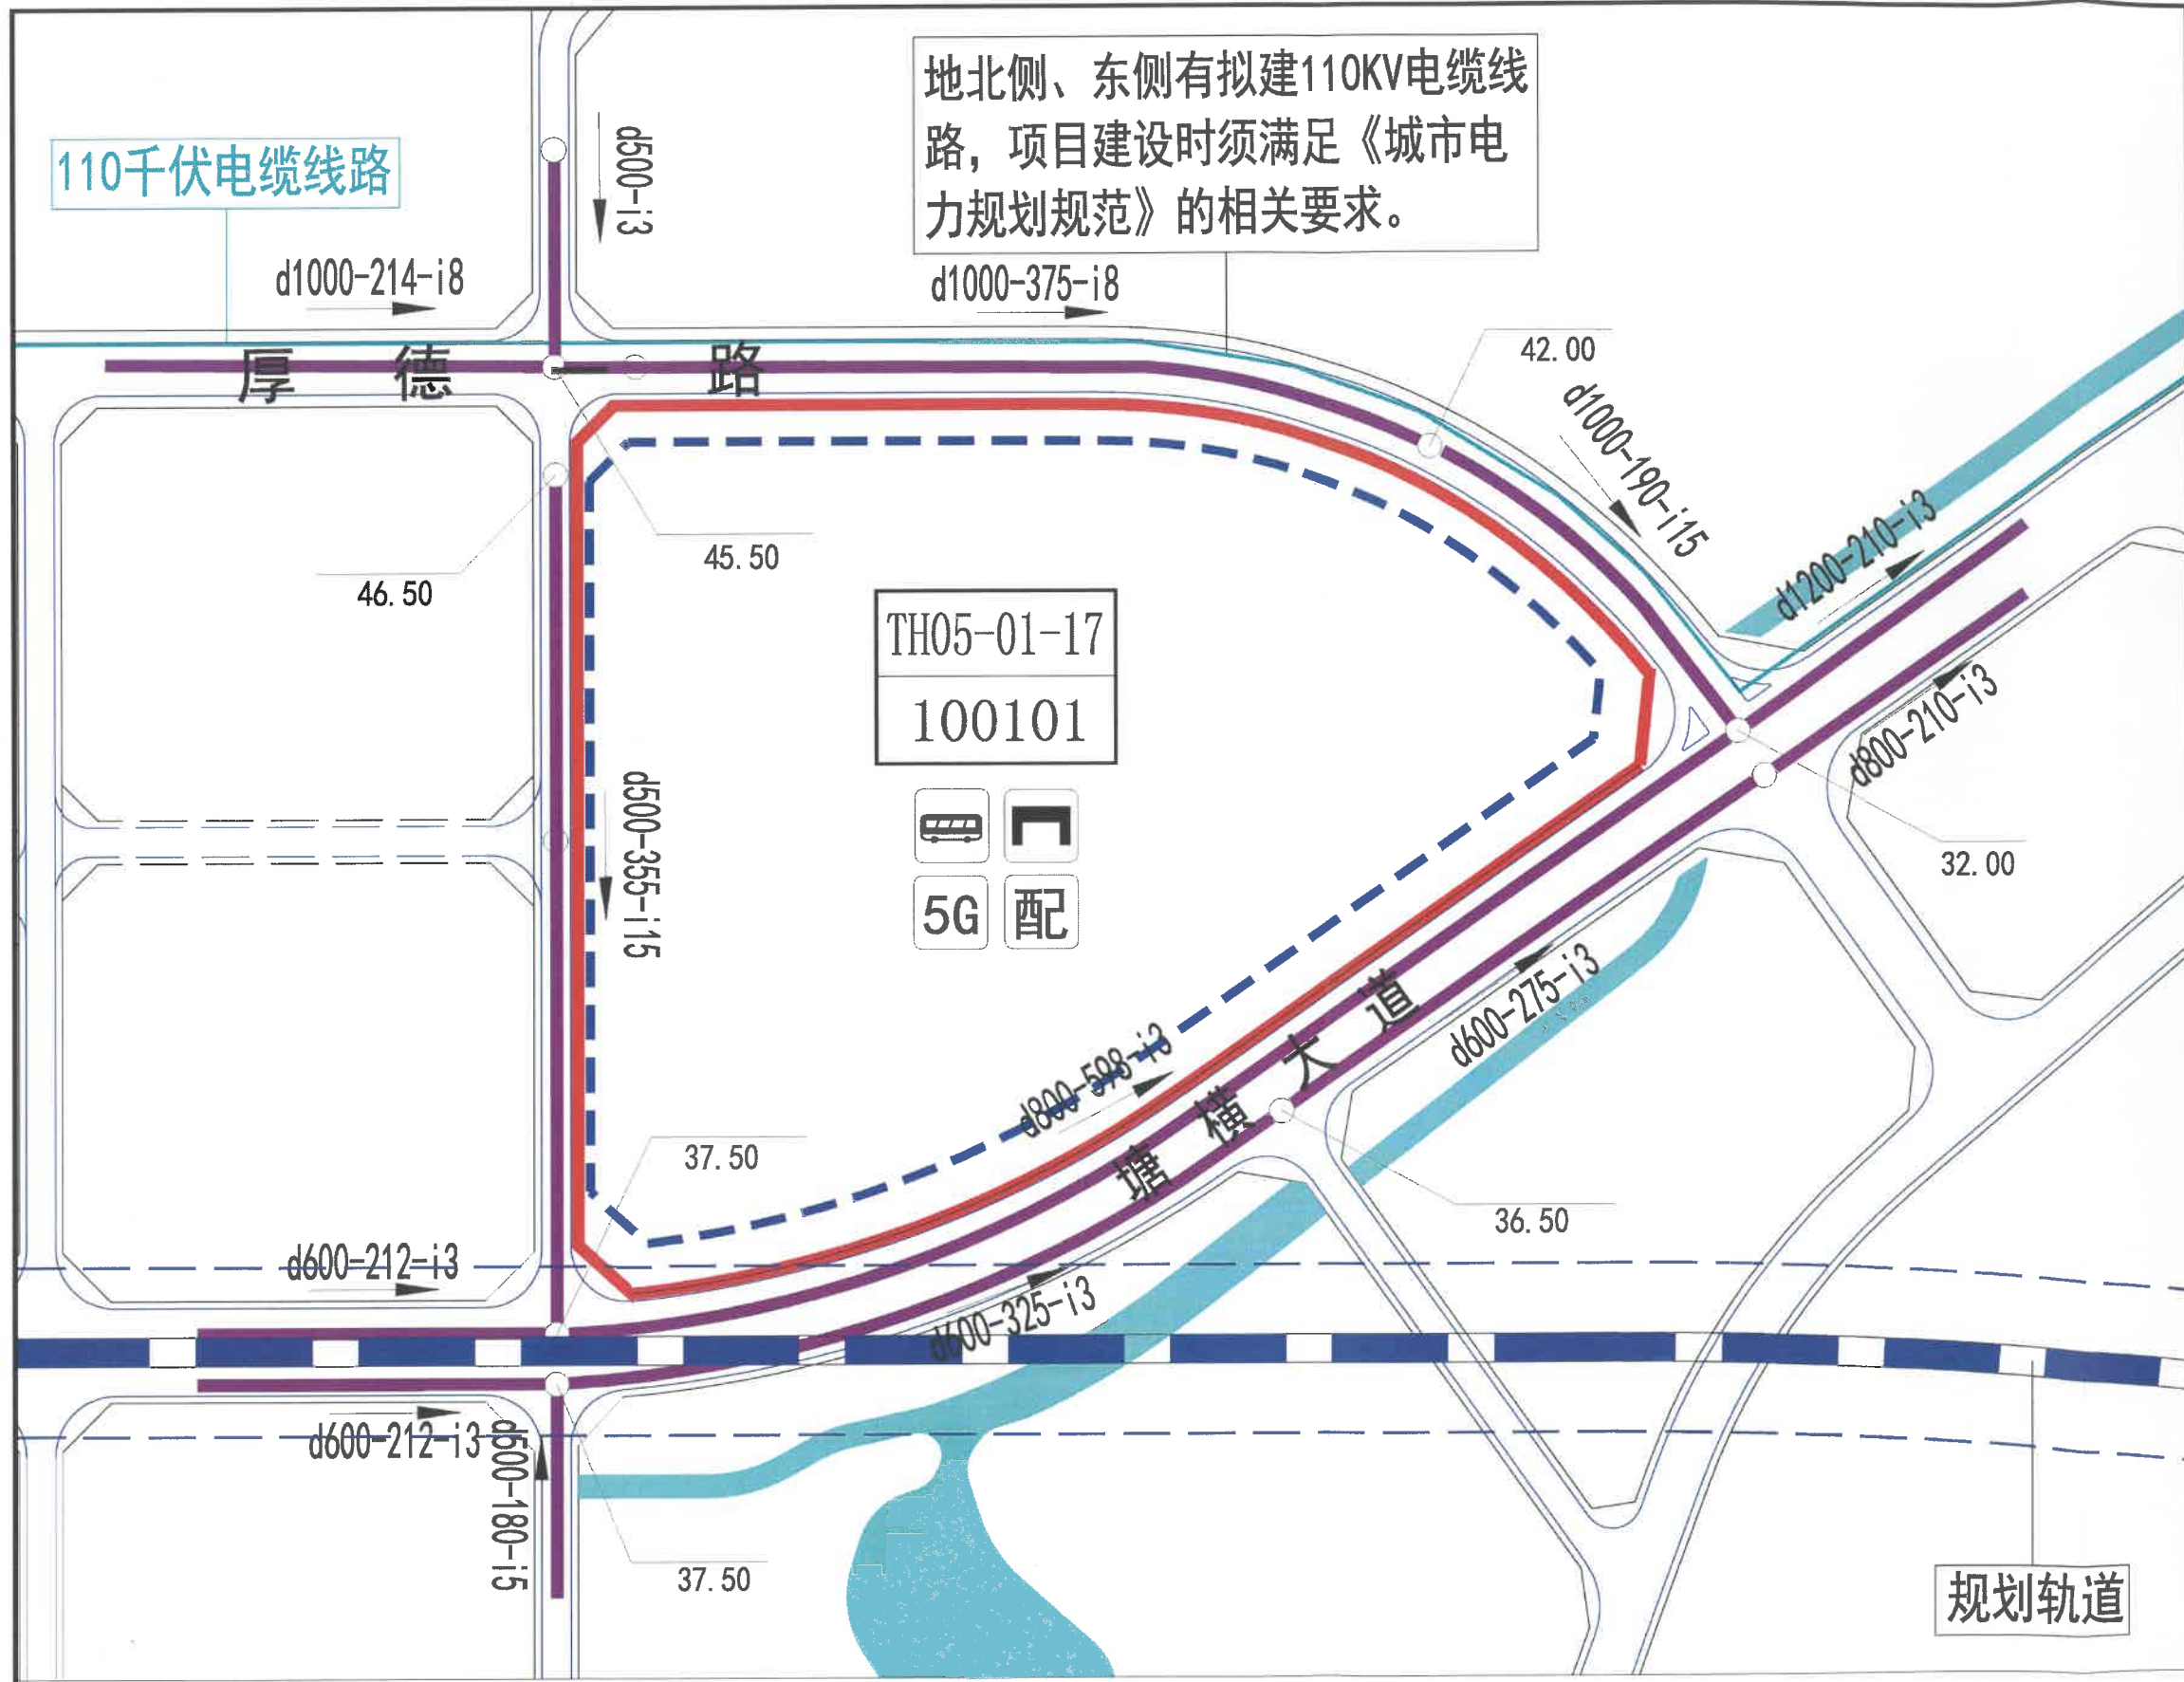 地北侧、东侧有拟建110KV电缆线
路，项目建设时须满足《城市电
力规划规范》的相关要求。
110千伏电缆线路
d500-i3
d1000-214-i8
d1000-375-i8
厚德路
42.00
d1000-190-i15
45.50
46.50
d1200-210-i3
TH05-01-17
100101
d800-210-i3
d500-355-i15
5G
配
32.00
d600-275-i3
d800-598-i3
塘横大道
37.50
36.50
d600-212-i3
d600-325-i3
d600-212-i3
d500-180-i5
37.50
规划轨道